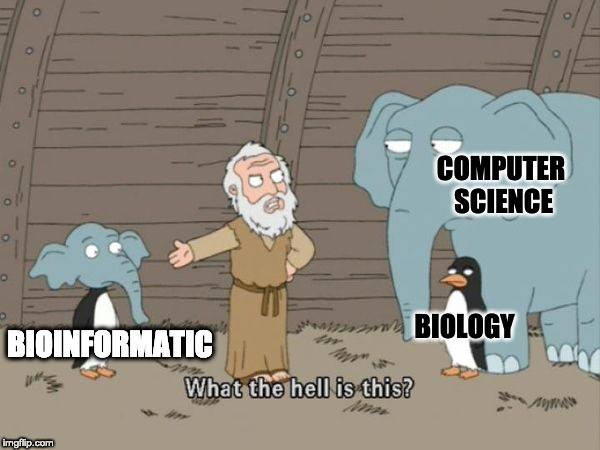 COMPUTER
SCIENCE
BIOLOGY
BIOINFORMATIC
What the hell is this?
imgflip.com